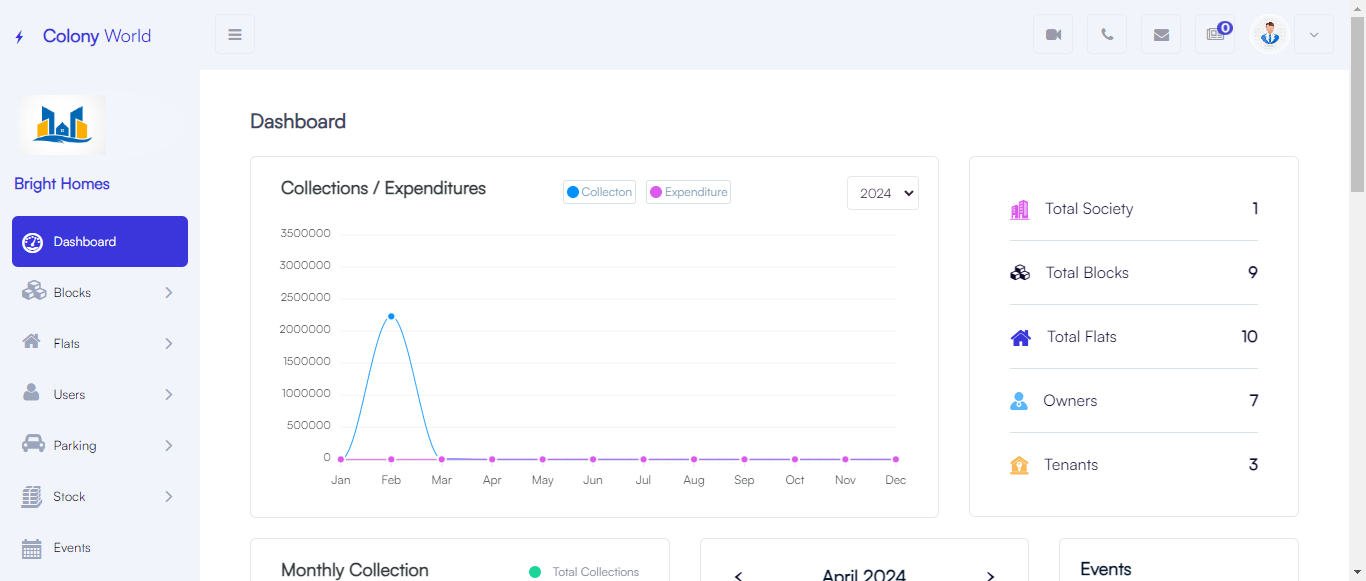 Colony World
0
Bright Homes
Dashboard
Blocks
Flats
Users
Parking
Stock
Events
Dashboard
Collections / Expenditures
Collecton
Expenditure
2024
3500000
3000000
2500000
2000000
1500000
1000000
500000
0
Jan Feb Mar Apr May Jun Jul Aug Sep Oct Nov Dec
Total Society 1
Total Blocks 9
Total Flats 10
Owners 7
Tenants 3
Monthly Collection
Total Collections
April 2024
Events